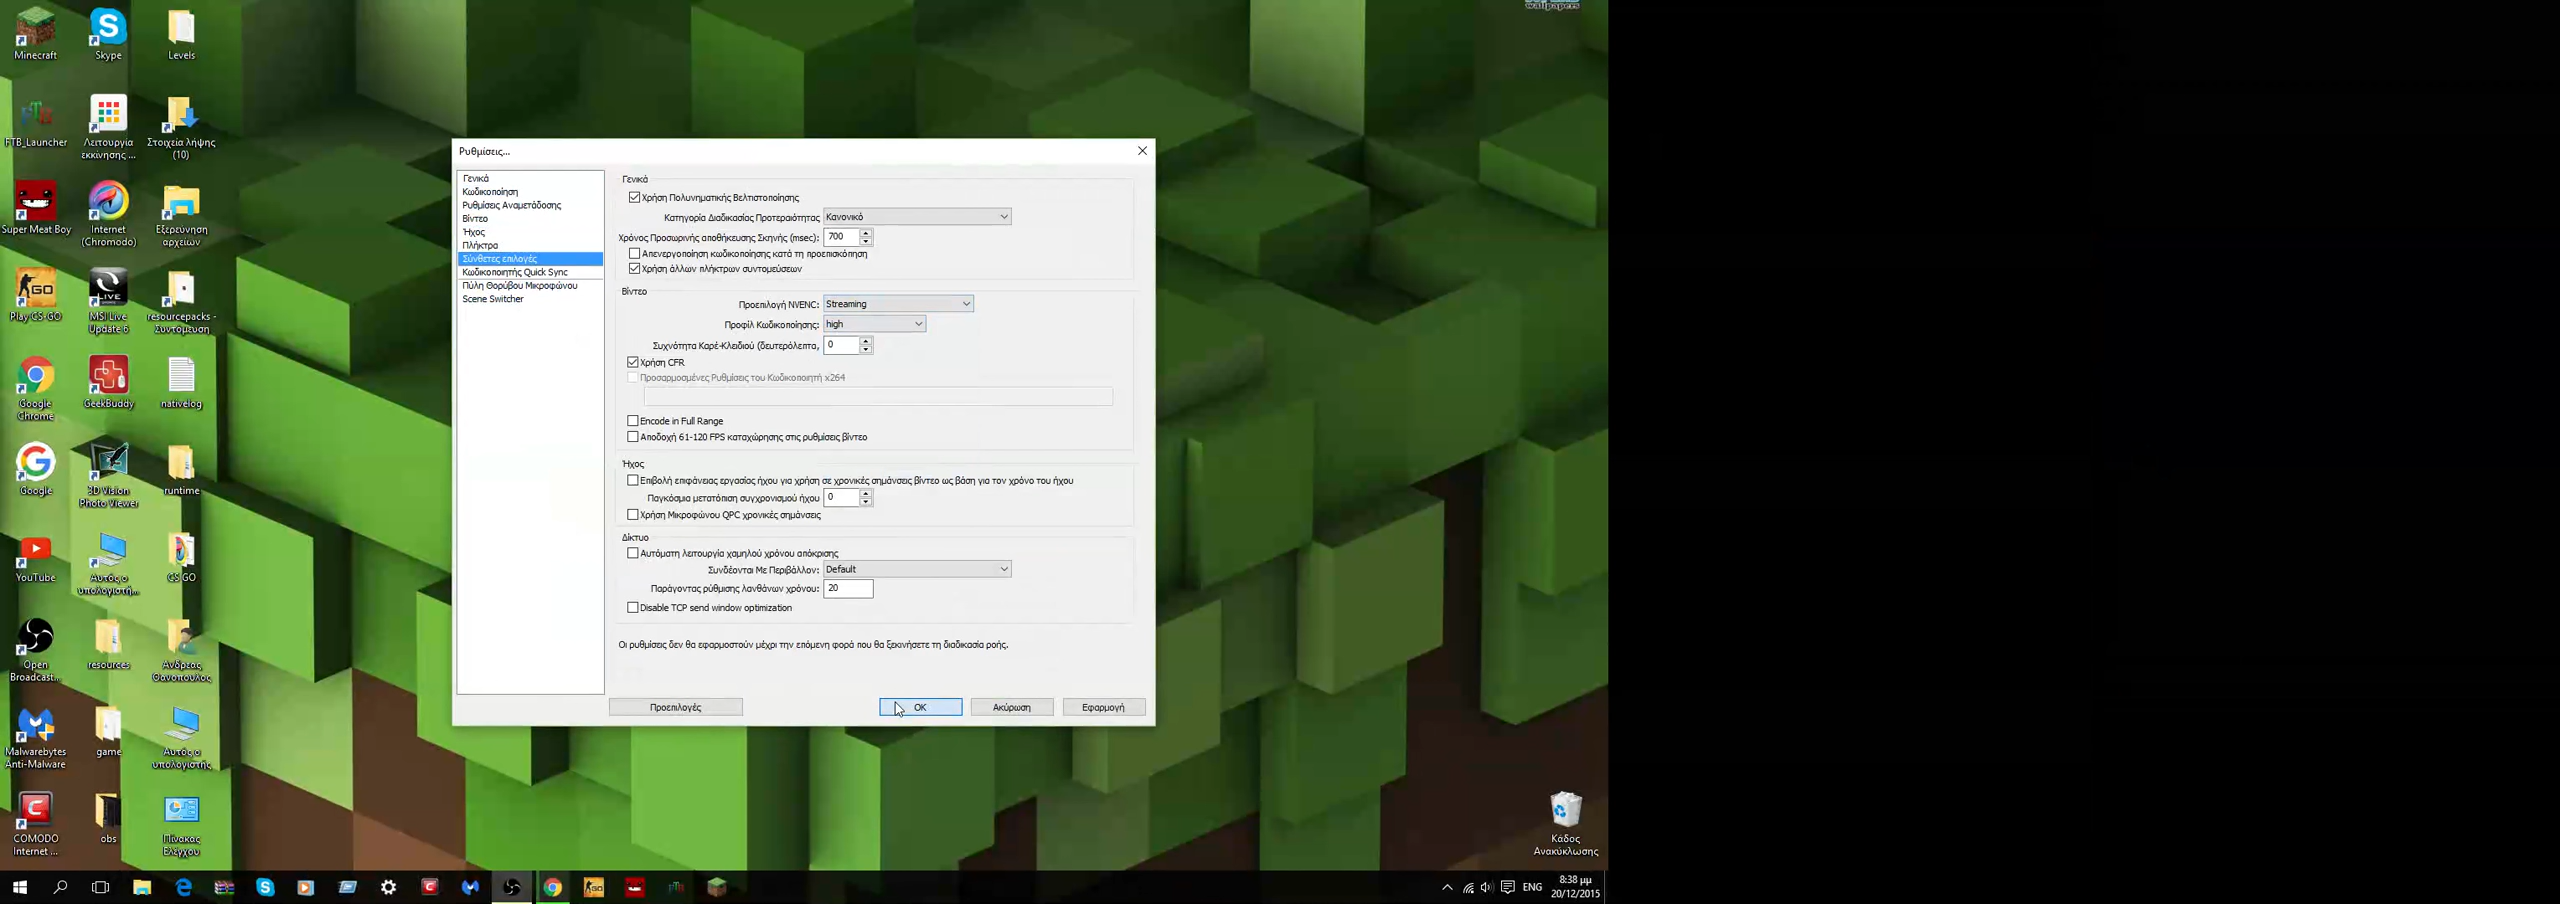 wallpapers
Minecraft
Skype
Levels
FTB_Launcher
Λειτουργία
εκκίνησης ...
Στοιχεία λήψης
(10)
Super Meat Boy
Internet
(Chromodo)
Εξερεύνηση
αρχείων
Play CS-GO
MSI Live
Update 6
resourcepacks -
Συντόμευση
Google
Chrome
GeekBuddy
nativelog
Google
3D Vision
Photo Viewer
runtime
YouTube
Αυτός ο
υπολογιστή...
CS GO
Open
Broadcast...
resources
Ανδρέας
Θανόπουλος
Malwarebytes
Anti-Malware
game
Αυτός ο
υπολογιστής
COMODO
Internet ...
obs
Πίνακας
Ελέγχου
Κάδος
Ανακύκλωσης
Ρυθμίσεις...
Γενικά
Κωδικοποίηση
Ρυθμίσεις Αναμετάδοσης
Βίντεο
Ήχος
Πλήκτρα
Σύνθετες επιλογές
Κωδικοποιητής Quick Sync
Πύλη Θορύβου Μικροφώνου
Scene Switcher
Γενικά
Χρήση Πολυνηματικής Βελτιστοποίησης
Κατηγορία Διαδικασίας Προτεραιότητας Κανονικό
Χρόνος Προσωρινής αποθήκευσης Σκηνής (msec): 700
Απενεργοποίηση κωδικοποίησης κατά τη προεπισκόπηση
Χρήση άλλων πλήκτρων συντομεύσεων
Βίντεο
Προεπιλογή NVENC: Streaming
Προφίλ Κωδικοποίησης: high
Συχνότητα Καρέ-Κλειδιού (δευτερόλεπτα, 0
Χρήση CFR
Προσαρμοσμένες Ρυθμίσεις του Κωδικοποιητή x264
Encode in Full Range
Αποδοχή 61-120 FPS καταχώρησης στις ρυθμίσεις βίντεο
Ήχος
Επιβολή επιφάνειας εργασίας ήχου για χρήση σε χρονικές σημάνσεις βίντεο ως βάση για τον χρόνο του ήχου
Παγκόσμια μετατόπιση συγχρονισμού ήχου 0
Χρήση Μικροφώνου QPC χρονικές σημάνσεις
Δίκτυο
Αυτόματη λειτουργία χαμηλού χρόνου απόκρισης
Συνδέονται Με Περιβάλλον: Default
Παράγοντας ρύθμισης λανθάνων χρόνου: 20
Disable TCP send window optimization
Οι ρυθμίσεις δεν θα εφαρμοστούν μέχρι την επόμενη φορά που θα ξεκινήσετε τη διαδικασία ροής.
Προεπιλογές
OK
Ακύρωση
Εφαρμογή
ENG
8:38 μμ
20/12/2015